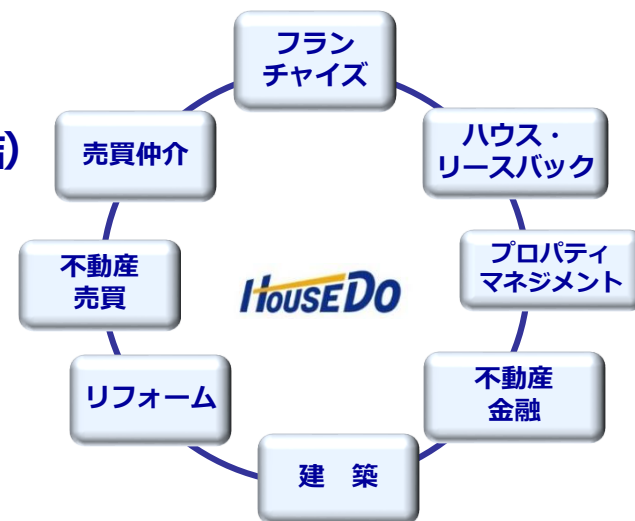 フラン
チャイズ
ハウス・
リースバック
プロパティ
マネジメント
不動産
金融
建　築
リフォーム
不動産
売買
売買仲介
)
HouseDo